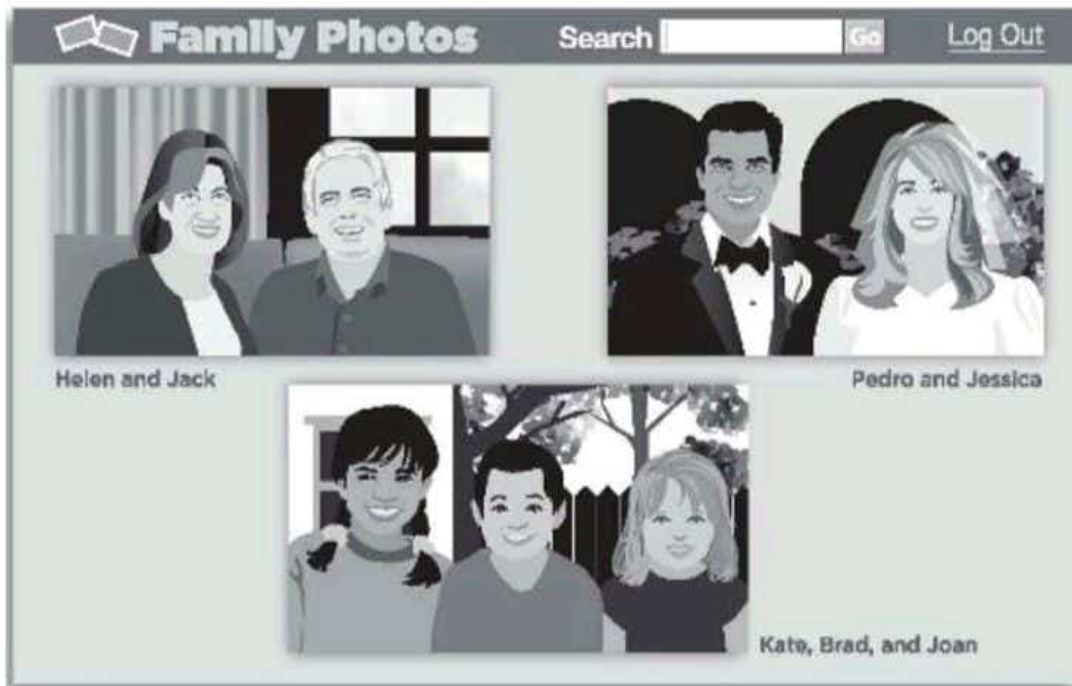 Family Photos
Search Go
Log Out
Helen and Jack
Pedro and Jessica
Kate, Brad, and Joan